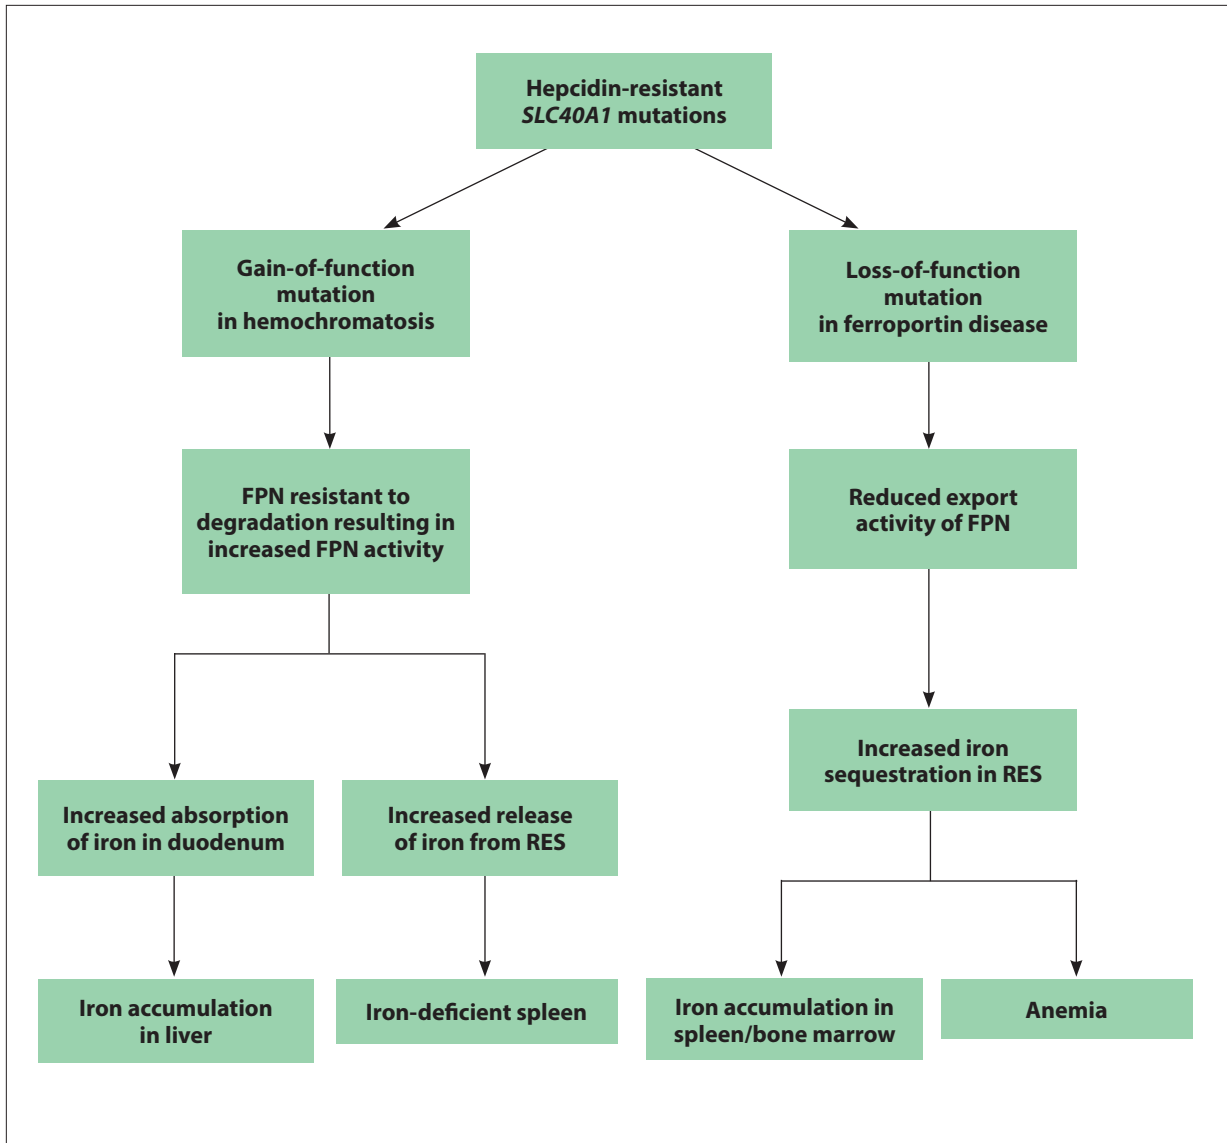 Hepcidin-resistant
SLC40A1 mutations
Gain-of-function
mutation
in hemochromatosis
Loss-of-function
mutation
in ferroportin disease
FPN resistant to
degradation resulting in
increased FPN activity
Reduced export
activity of FPN
Increased iron
sequestration in RES
Increased absorption
of iron in duodenum
Increased release
of iron from RES
Iron accumulation
in liver
Iron-deficient spleen
Iron accumulation in
spleen/bone marrow
Anemia